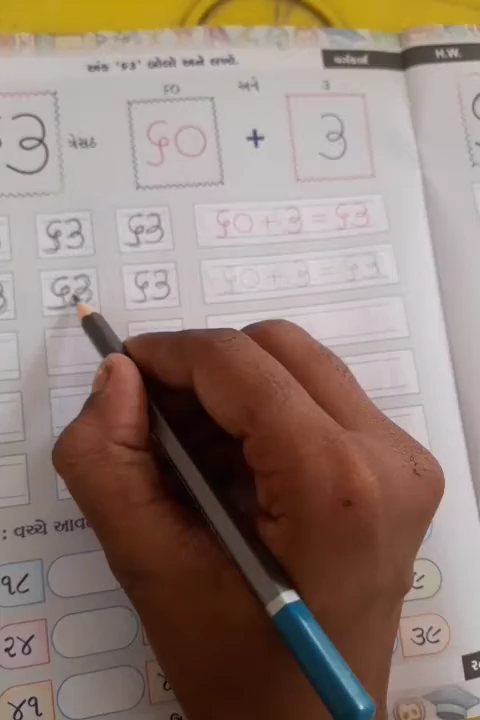 અંક '૬૩' બોલો અને લખો. વર્ગકાર્ય H.W.
૬૦ અને ૩
૩ ત્રેસઠ ૬૦ + ૩
૬૩ ૬૩ ૬૦ + ૩ = ૬૩
૬૩ ૬૩ ૬૦ + ૩ = ૬૩
: વચ્ચે
૧૮
૨૪ ૩૯
૪૧